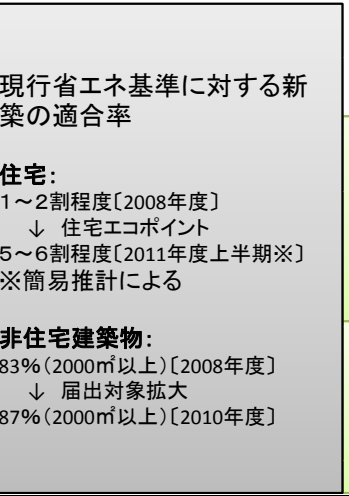 現行省エネ基準に対する新
築の適合率
住宅:
1～2割程度〔2008年度〕
↓ 住宅エコポイント
5～6割程度〔2011年度上半期※〕
※簡易推計による
非住宅建築物:
83%(2000㎡以上)〔2008年度〕
↓ 届出対象拡大
87%(2000㎡以上)〔2010年度〕